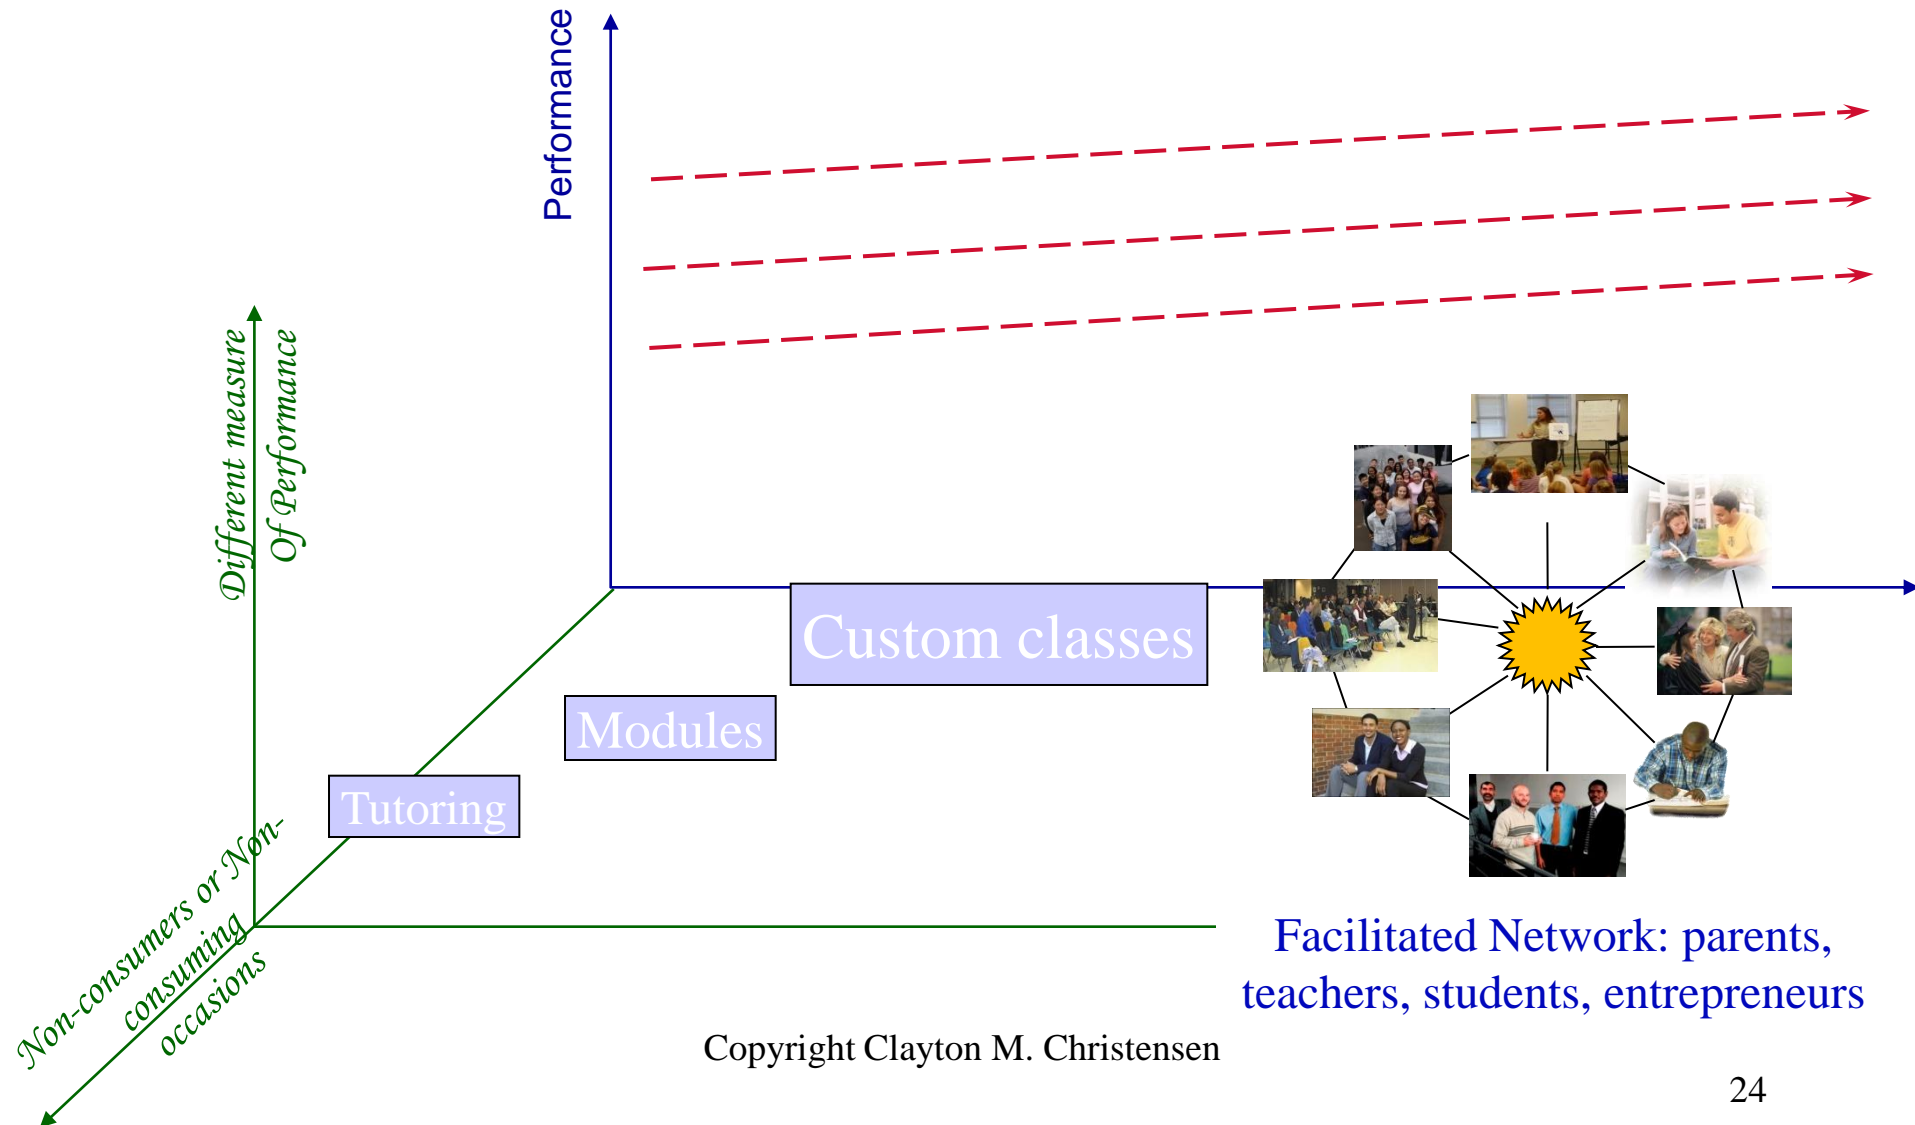 Performance
Different measure
Of Performance
Custom classes
Modules
Tutoring
Non-consumers or Non-
consuming
occasions
Facilitated Network: parents,
teachers, students, entrepreneurs
Copyright Clayton M. Christensen
24